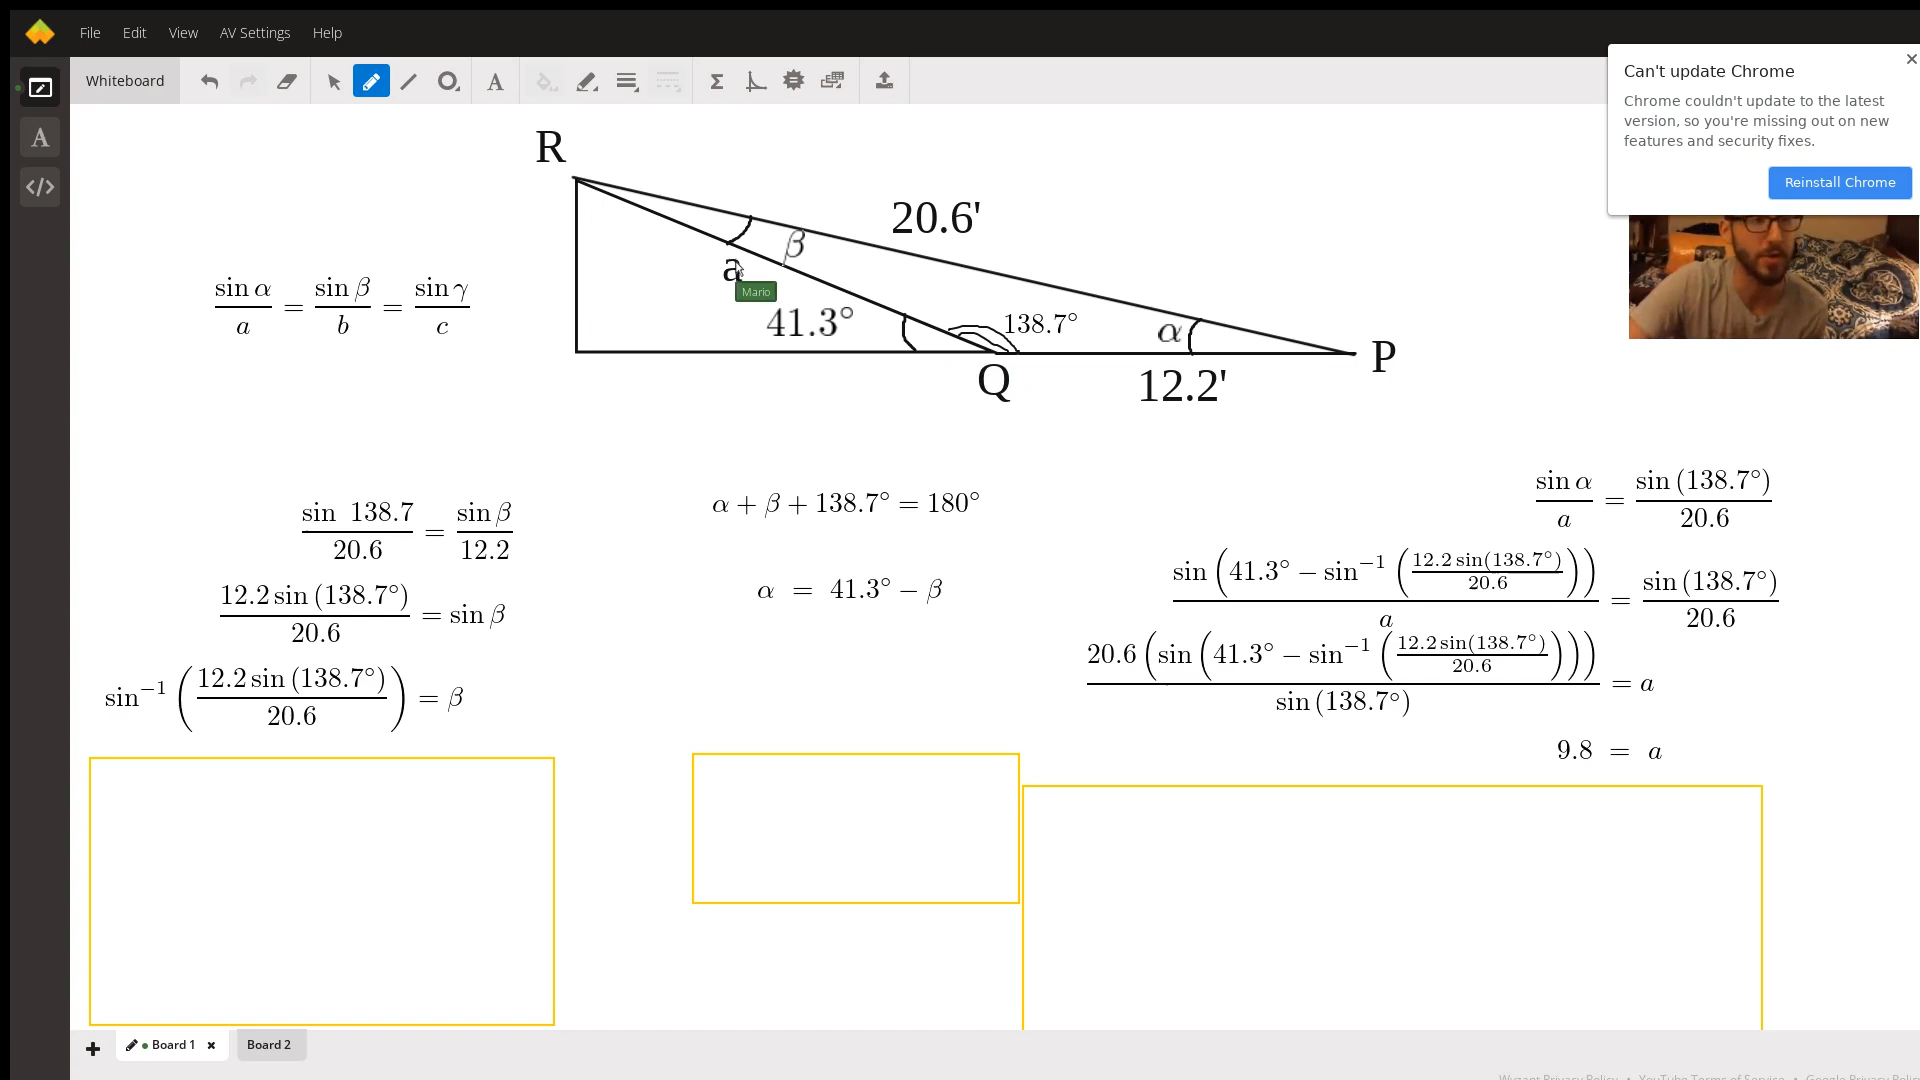 File Edit View AV Settings Help
Whiteboard
Can't update Chrome
Chrome couldn't update to the latest
version, so you're missing out on new
features and security fixes.
Reinstall Chrome
R
20.6'
β
a
Mario
41.3°
138.7°
α
P
Q
12.2'
sin α / a = sin β / b = sin γ / c
sin 138.7 / 20.6 = sin β / 12.2
12.2 sin (138.7°) / 20.6 = sin β
sin⁻¹ (12.2 sin (138.7°) / 20.6) = β
α + β + 138.7° = 180°
α = 41.3° − β
sin α / a = sin (138.7°) / 20.6
sin (41.3° − sin⁻¹ (12.2 sin(138.7°) / 20.6)) / a = sin (138.7°) / 20.6
20.6 (sin (41.3° − sin⁻¹ (12.2 sin(138.7°) / 20.6))) / sin (138.7°) = a
9.8 = a
Board 1 Board 2